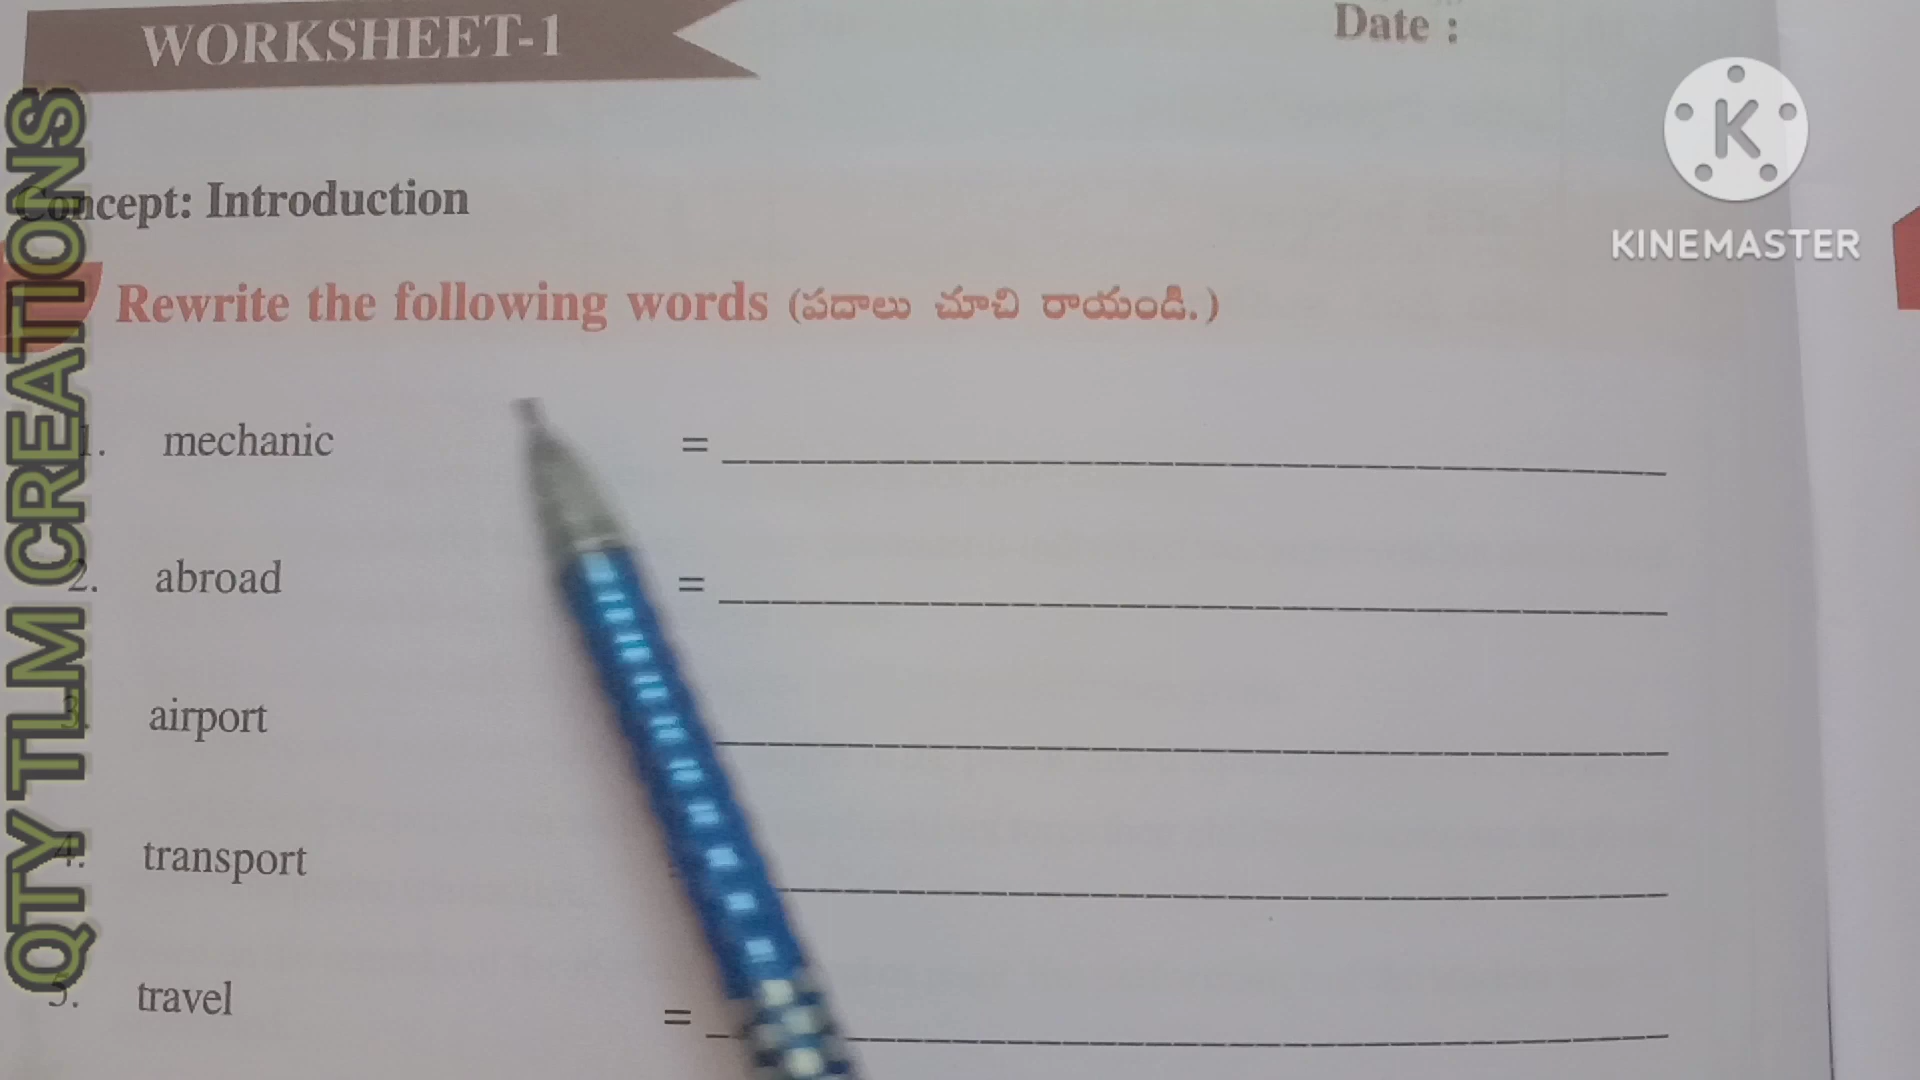 WORKSHEET-1
Date :
KINEMASTER
Concept: Introduction
Rewrite the following words (పదాలు చూచి రాయండి.)
1. mechanic =
2. abroad =
3. airport
4. transport
5. travel =
QTY TLM CREATIONS